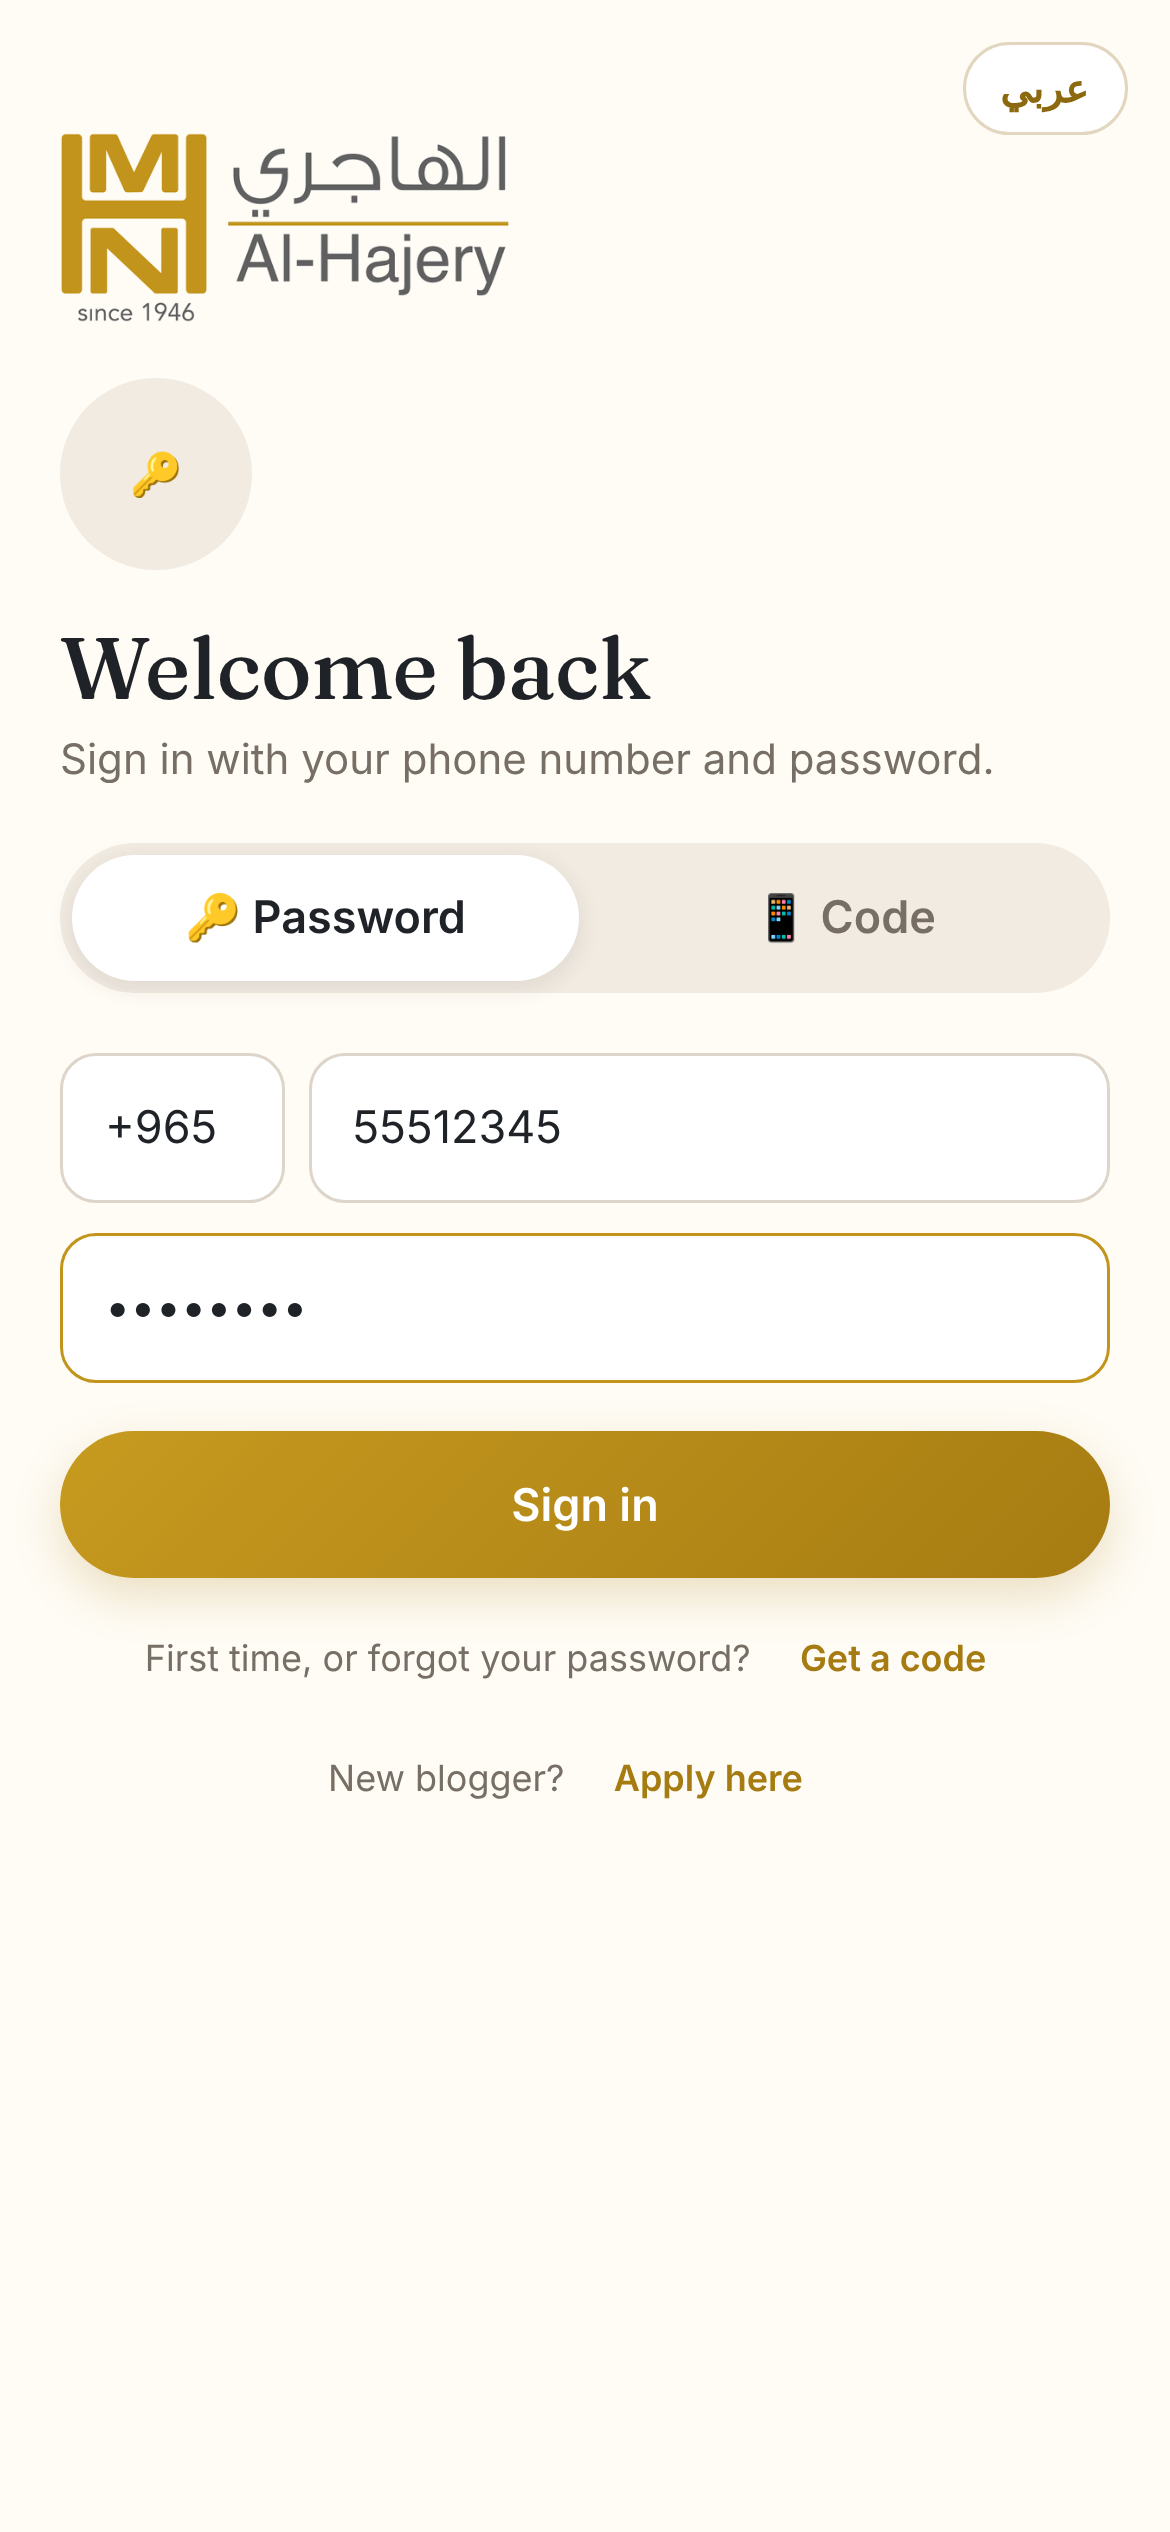 عربي
الهاجري
Al-Hajery
since 1946
Welcome back
Sign in with your phone number and password.
Password
Code
+965
55512345
Sign in
First time, or forgot your password? Get a code
New blogger? Apply here